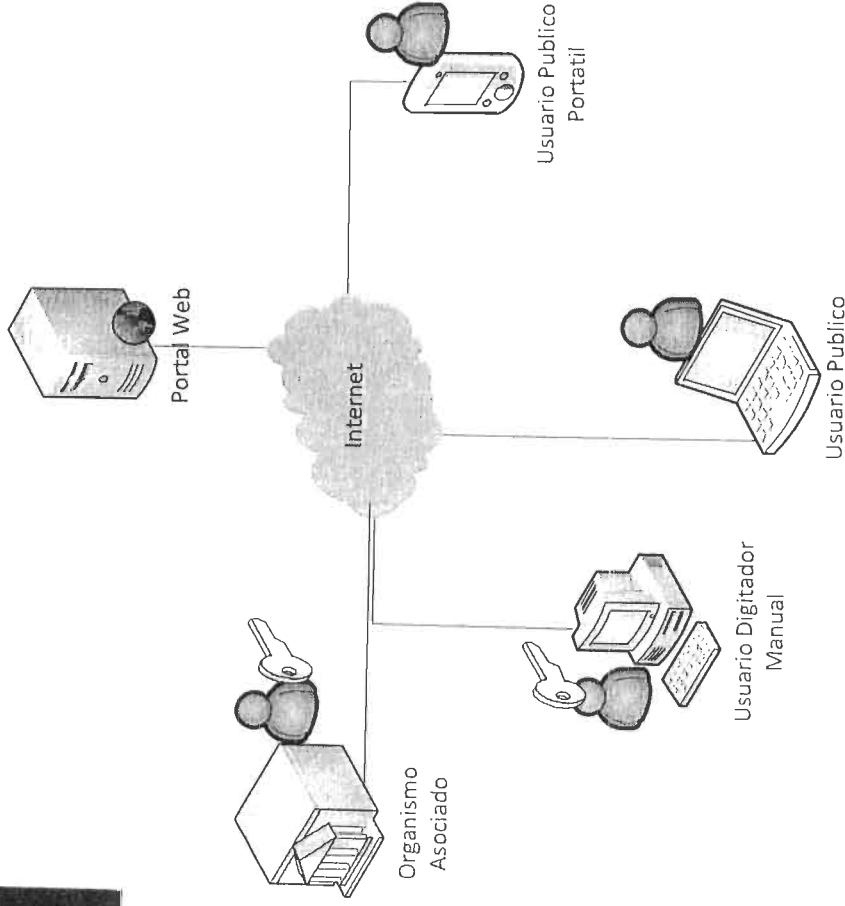 Portal Web
Internet
Organismo
Asociado
Usuario Digitador
Manual
Usuario Publico
Usuario Publico
Portatil